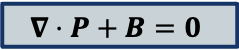 ∇ · P + B = 0